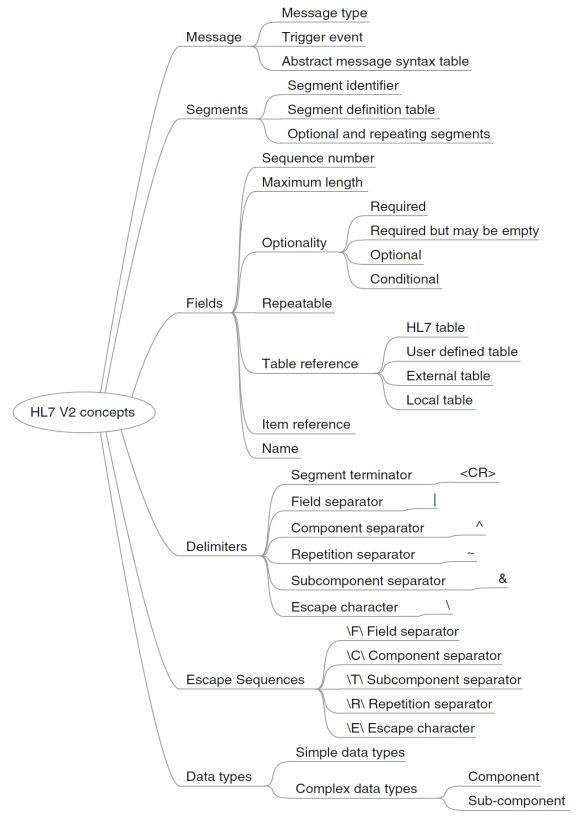 HL7 V2 concepts
Message
Message type
Trigger event
Abstract message syntax table
Segments
Segment identifier
Segment definition table
Optional and repeating segments
Fields
Sequence number
Maximum length
Optionality
Required
Required but may be empty
Optional
Conditional
Repeatable
Table reference
HL7 table
User defined table
External table
Local table
Item reference
Name
Delimiters
Segment terminator <CR>
Field separator |
Component separator ^
Repetition separator ~
Subcomponent separator &
Escape character \
Escape Sequences
\F\ Field separator
\C\ Component separator
\T\ Subcomponent separator
\R\ Repetition separator
\E\ Escape character
Data types
Simple data types
Complex data types
Component
Sub-component